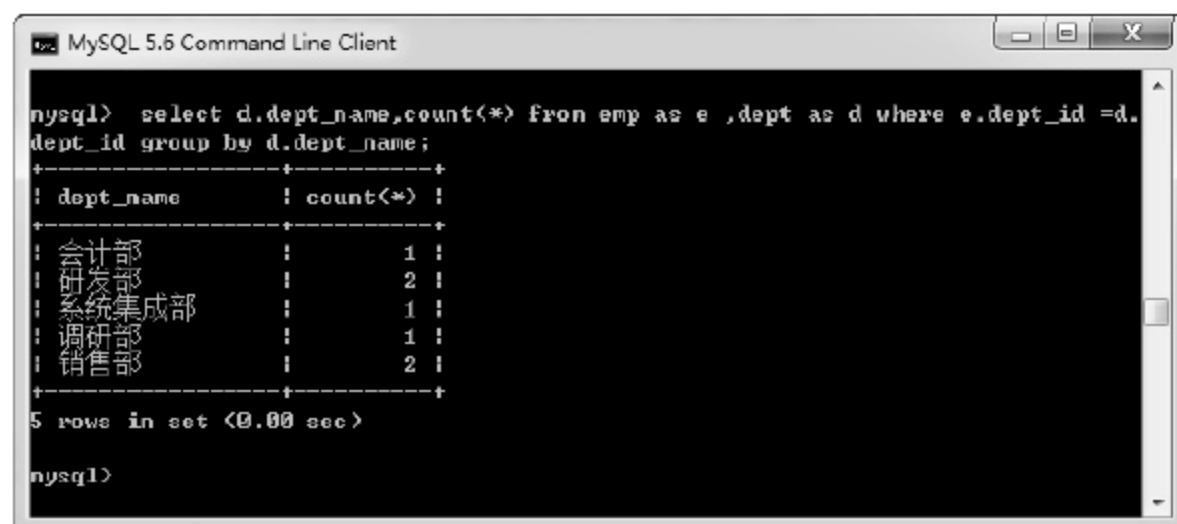 MySQL 5.6 Command Line Client
mysql>  select d.dept_name,count(*) from emp as e ,dept as d where e.dept_id =d.
dept_id group by d.dept_name;
+------------------+----------+
| dept_name        | count(*) |
+------------------+----------+
| 会计部           |        1 |
| 研发部           |        2 |
| 系统集成部       |        1 |
| 调研部           |        1 |
| 销售部           |        2 |
+------------------+----------+
5 rows in set (0.00 sec)
mysql>